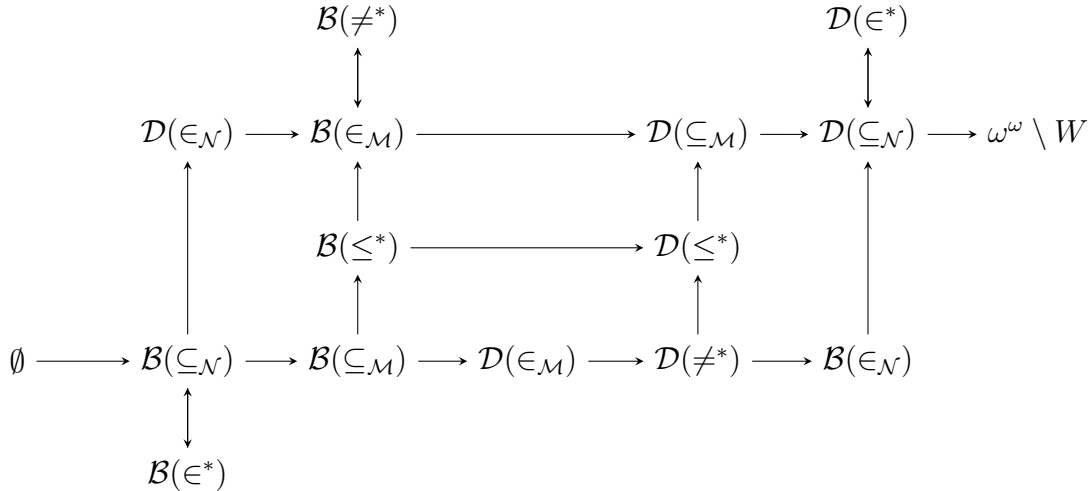 ℬ(≠*) 𝒟(∈*)
𝒟(∈_𝒩) ℬ(∈_ℳ) 𝒟(⊆_ℳ) 𝒟(⊆_𝒩) ω^ω \ W
ℬ(≤*) 𝒟(≤*)
∅ ℬ(⊆_𝒩) ℬ(⊆_ℳ) 𝒟(∈_ℳ) 𝒟(≠*) ℬ(∈_𝒩)
ℬ(∈*)